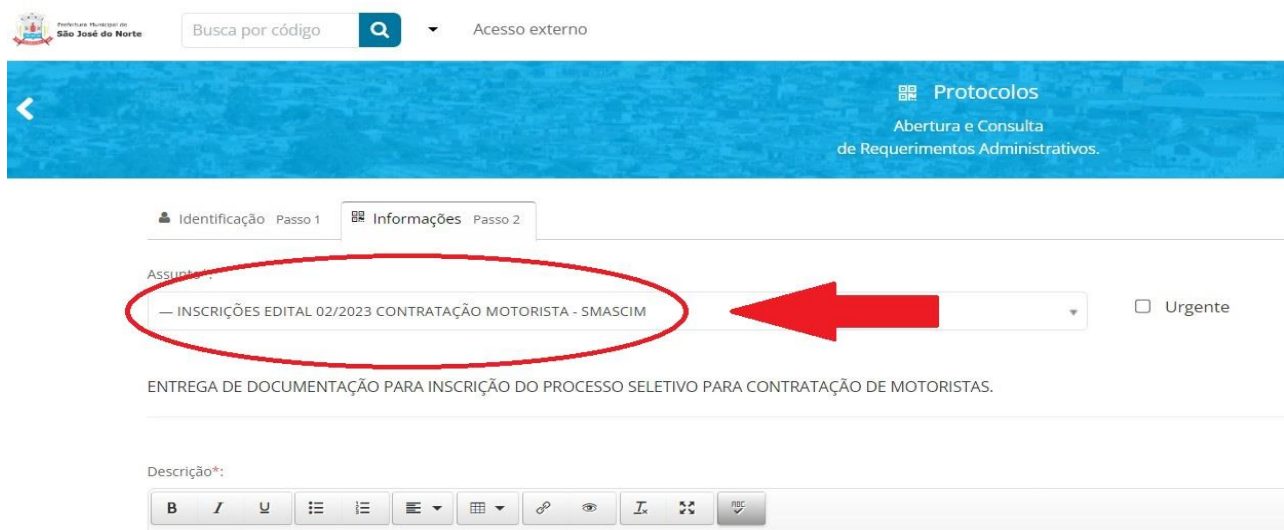 Prefeitura Municipal de
São José do Norte
Busca por código
Acesso externo
Protocolos
Abertura e Consulta
de Requerimentos Administrativos.
Identificação Passo 1
Informações Passo 2
Assunto*:
— INSCRIÇÕES EDITAL 02/2023 CONTRATAÇÃO MOTORISTA - SMASCIM
Urgente
ENTREGA DE DOCUMENTAÇÃO PARA INSCRIÇÃO DO PROCESSO SELETIVO PARA CONTRATAÇÃO DE MOTORISTAS.
Descrição*:
B I U
ABC